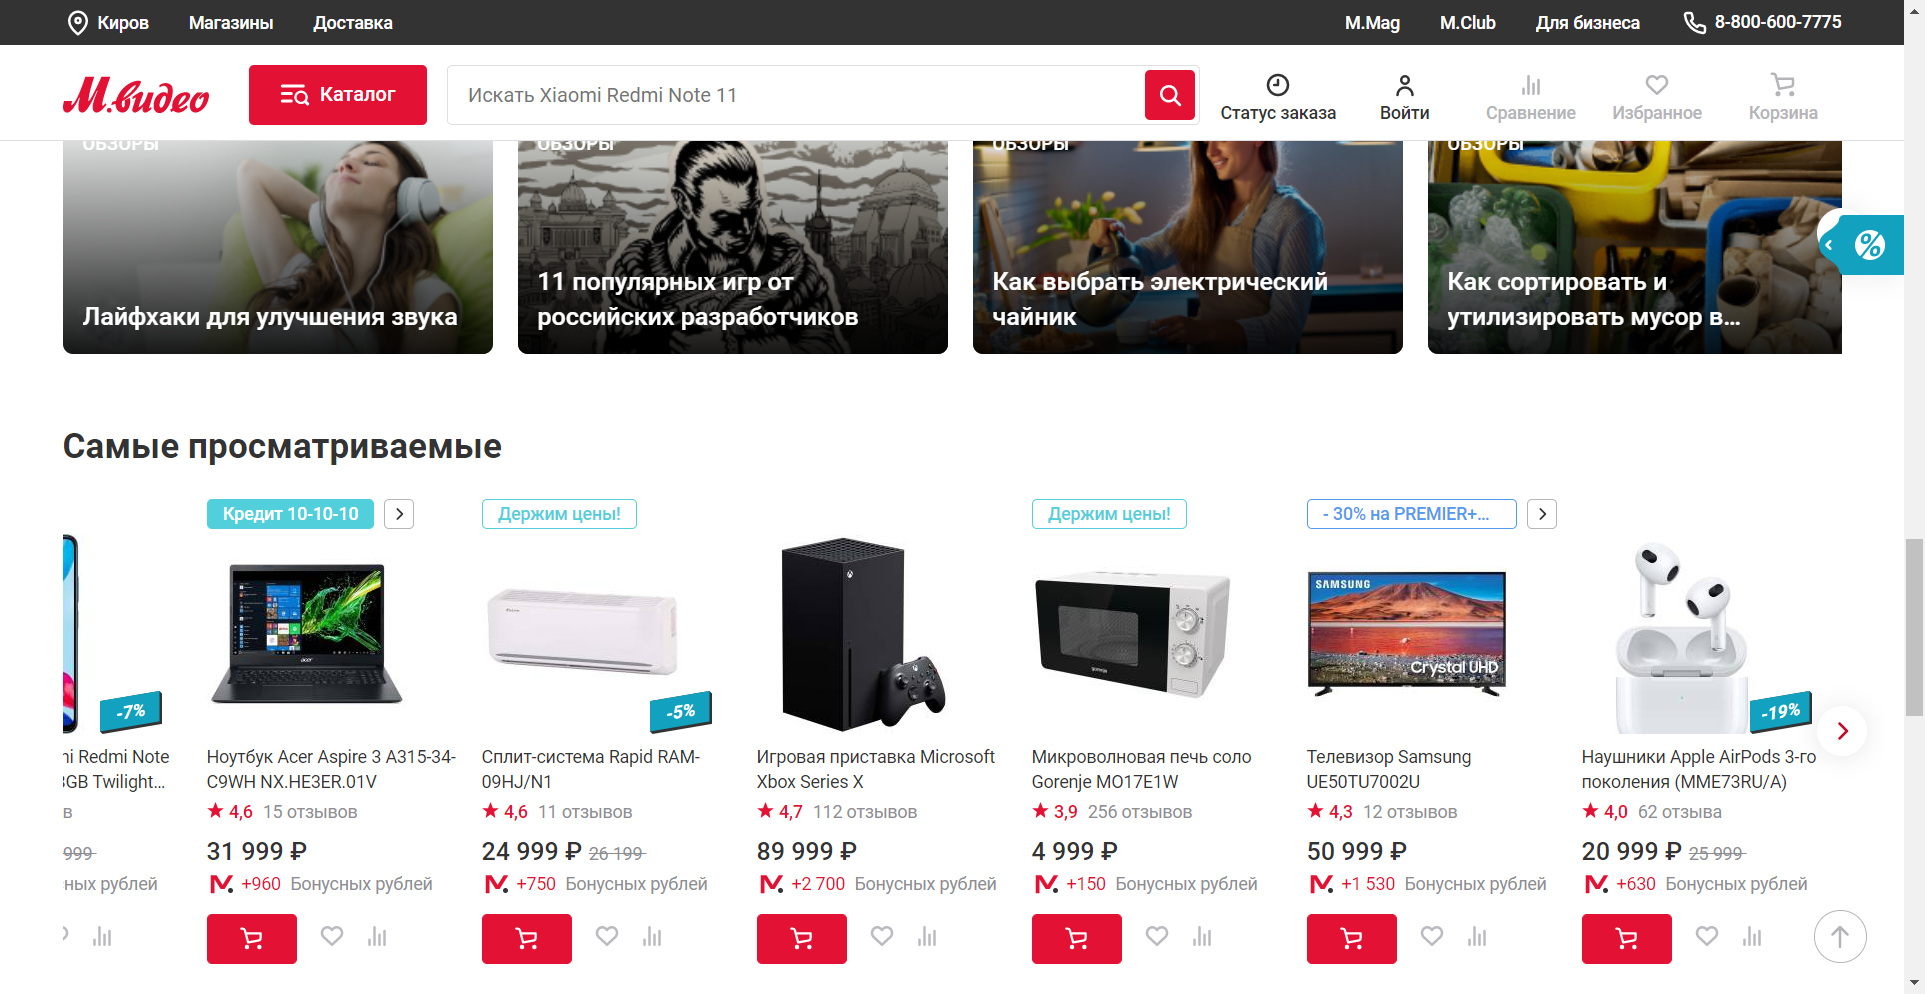 Киров
Магазины
Доставка
M.Mag
M.Club
Для бизнеса
8-800-600-7775
М.видео
Каталог
Искать Xiaomi Redmi Note 11
Статус заказа
Войти
Сравнение
Избранное
Корзина
ОБЗОРЫ
Лайфхаки для улучшения звука
ОБЗОРЫ
11 популярных игр от
российских разработчиков
ОБЗОРЫ
Как выбрать электрический
чайник
ОБЗОРЫ
Как сортировать и
утилизировать мусор в...
%
Самые просматриваемые
-7%
Redmi Note
Twilight...
999
рублей
Кредит 10-10-10
acer
Ноутбук Acer Aspire 3 A315-34-
C9WH NX.HE3ER.01V
4,6 15 отзывов
31 999 ₽
+960 Бонусных рублей
Держим цены!
-5%
Сплит-система Rapid RAM-
09HJ/N1
4,6 11 отзывов
24 999 ₽ 26 199
+750 Бонусных рублей
Игровая приставка Microsoft
Xbox Series X
4,7 112 отзывов
89 999 ₽
+2 700 Бонусных рублей
Держим цены!
gorenje
Микроволновая печь соло
Gorenje MO17E1W
3,9 256 отзывов
4 999 ₽
+150 Бонусных рублей
- 30% на PREMIER+...
SAMSUNG
Crystal UHD
Телевизор Samsung
UE50TU7002U
4,3 12 отзывов
50 999 ₽
+1 530 Бонусных рублей
-19%
Наушники Apple AirPods 3-го
поколения (MME73RU/A)
4,0 62 отзыва
20 999 ₽ 25 999
+630 Бонусных рублей